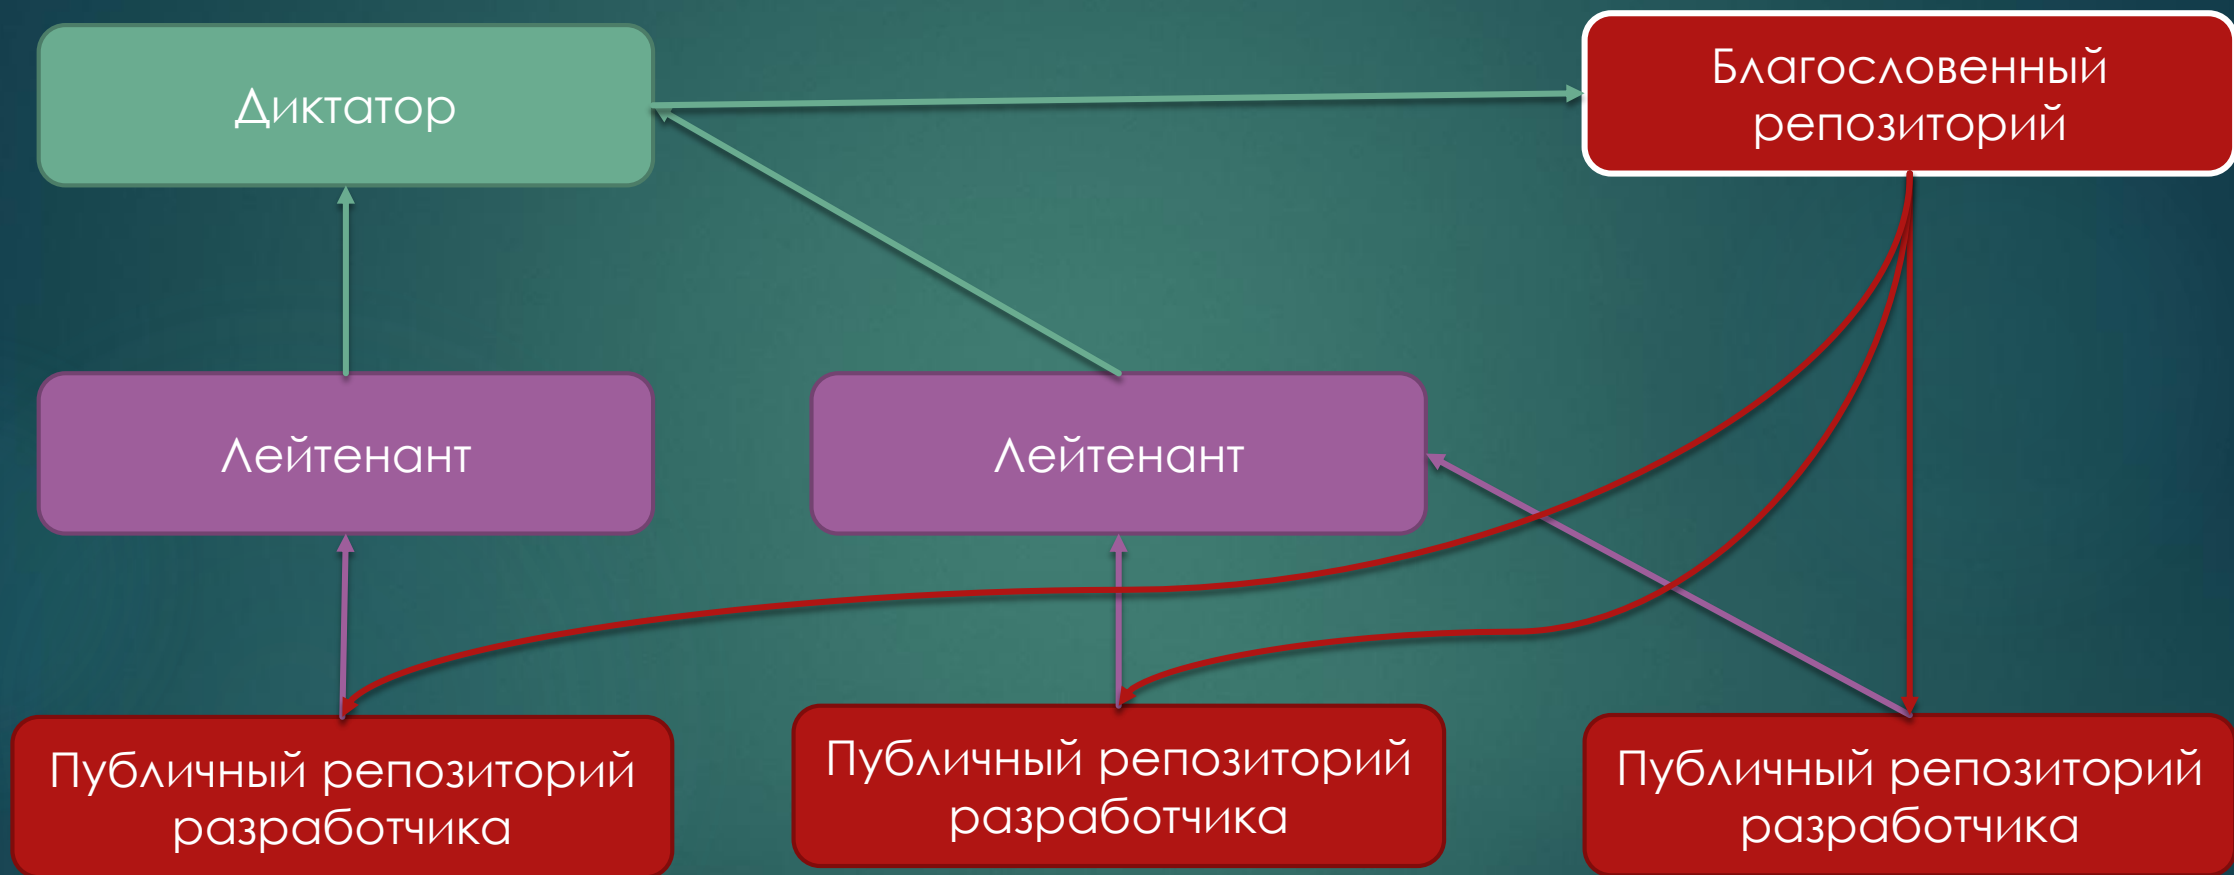 Диктатор
Благословенный
репозиторий
Лейтенант
Лейтенант
Публичный репозиторий
разработчика
Публичный репозиторий
разработчика
Публичный репозиторий
разработчика